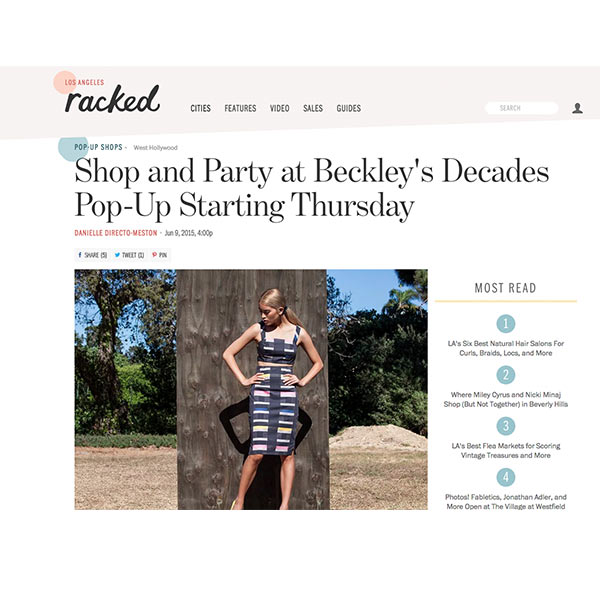 LOS ANGELES
racked
CITIES FEATURES VIDEO SALES GUIDES
SEARCH
POP-UP SHOPS West Hollywood
Shop and Party at Beckley's Decades
Pop-Up Starting Thursday
DANIELLE DIRECTO-MESTON - Jun 9, 2015, 4:00p
SHARE (5) TWEET (1) PIN
MOST READ
1
LA's Six Best Natural Hair Salons For
Curls, Braids, Locs, and More
2
Where Miley Cyrus and Nicki Minaj
Shop (But Not Together) in Beverly Hills
3
LA's Best Flea Markets for Scoring
Vintage Treasures and More
4
Photos! Fabletics, Jonathan Adler, and
More Open at The Village at Westfield